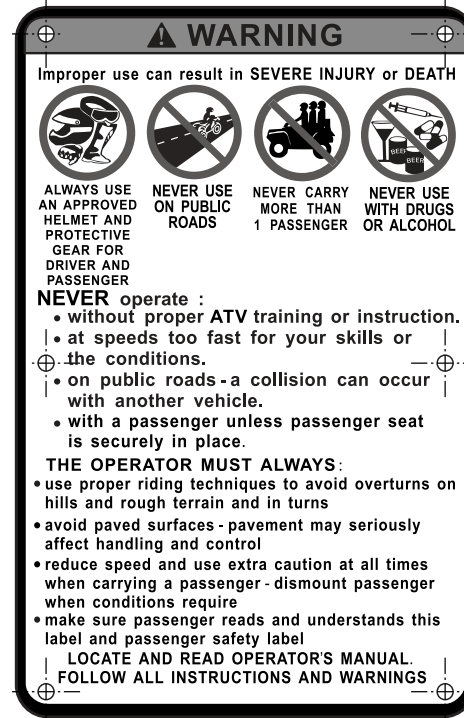 WARNING
Improper use can result in SEVERE INJURY or DEATH
BEER
BEER
ALWAYS USE
AN APPROVED
HELMET AND
PROTECTIVE
GEAR FOR
DRIVER AND
PASSENGER
NEVER USE
ON PUBLIC
ROADS
NEVER CARRY
MORE THAN
1 PASSENGER
NEVER USE
WITH DRUGS
OR ALCOHOL
NEVER operate :
• without proper ATV training or instruction.
• at speeds too fast for your skills or
the conditions.
• on public roads - a collision can occur
with another vehicle.
• with a passenger unless passenger seat
is securely in place.
THE OPERATOR MUST ALWAYS:
• use proper riding techniques to avoid overturns on
hills and rough terrain and in turns
• avoid paved surfaces - pavement may seriously
affect handling and control
• reduce speed and use extra caution at all times
when carrying a passenger - dismount passenger
when conditions require
• make sure passenger reads and understands this
label and passenger safety label
LOCATE AND READ OPERATOR'S MANUAL.
FOLLOW ALL INSTRUCTIONS AND WARNINGS